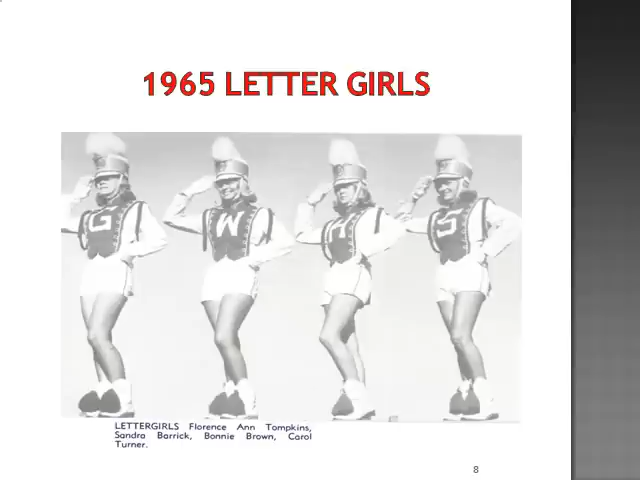 1965 LETTER GIRLS
G W H S
LETTERGIRLS Florence Ann Tompkins,
Sandra Barrick, Bonnie Brown, Carol
Turner.
8